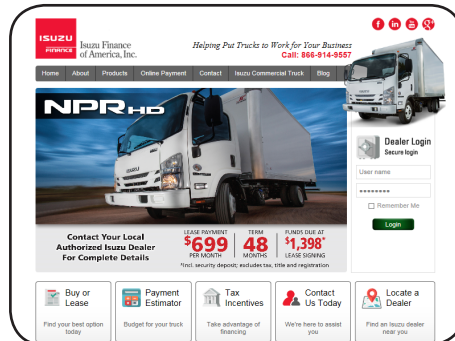 ISUZU
FINANCE
Isuzu Finance
of America, Inc.
Helping Put Trucks to Work for Your Business
Call: 866-914-9557
Home About Products Online Payment Contact Isuzu Commercial Truck Blog
NPR HD
ISUZU
Contact Your Local
Authorized Isuzu Dealer
For Complete Details
LEASE PAYMENT
$699
PER MONTH
TERM
48
MONTHS
FUNDS DUE AT
$1,398*
LEASE SIGNING
*Incl. security deposit; excludes tax, title and registration
Dealer Login
Secure login
User name
••••••••
Remember Me
Login
Buy or
Lease
Find your best option
today
Payment
Estimator
Budget for your truck
Tax
Incentives
Take advantage of
financing
Contact
Us Today
We're here to assist
you
Locate a
Dealer
Find an Isuzu dealer
near you